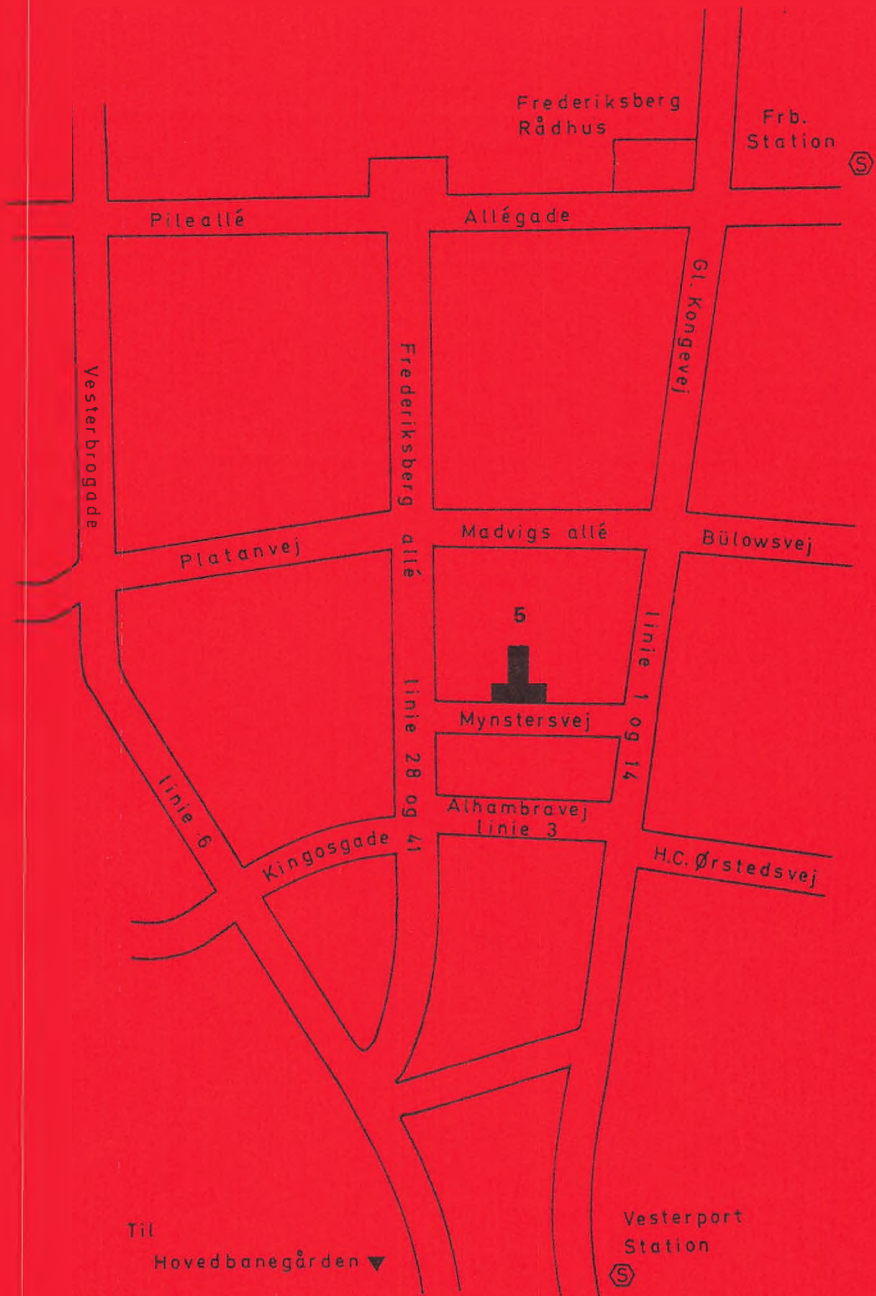 Frederiksberg
Rådhus
Frb.
Station
S
Pileallé
Allégade
Gl. Kongevej
Vesterbrogade
Frederiksberg allé
Platanvej
Madvigs allé
Bülowsvej
5
linie 1 og 14
linie 28 og 41
Mynstersvej
linie 6
Alhambravej
linie 3
Kingosgade
H.C. Ørstedsvej
Til
Hovedbanegården
Vesterport
Station
S